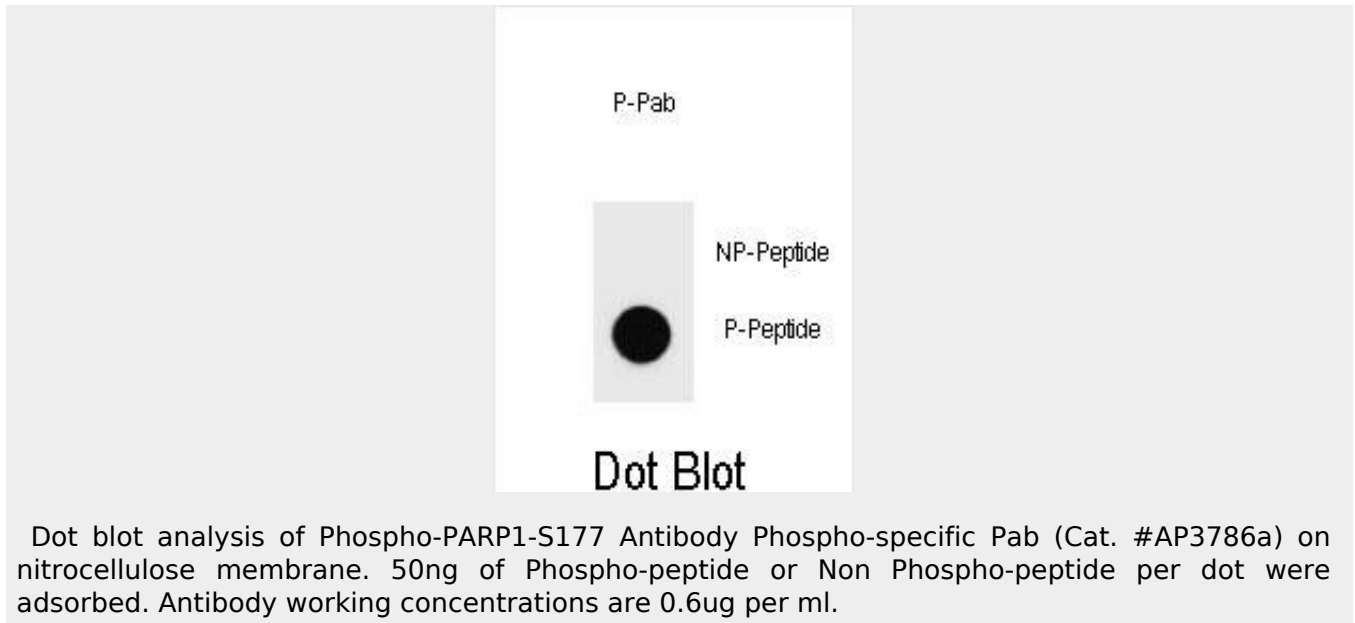 P-Pab
NP-Peptide
P-Peptide
Dot Blot
Dot blot analysis of Phospho-PARP1-S177 Antibody Phospho-specific Pab (Cat. #AP3786a) on
nitrocellulose membrane. 50ng of Phospho-peptide or Non Phospho-peptide per dot were
adsorbed. Antibody working concentrations are 0.6ug per ml.